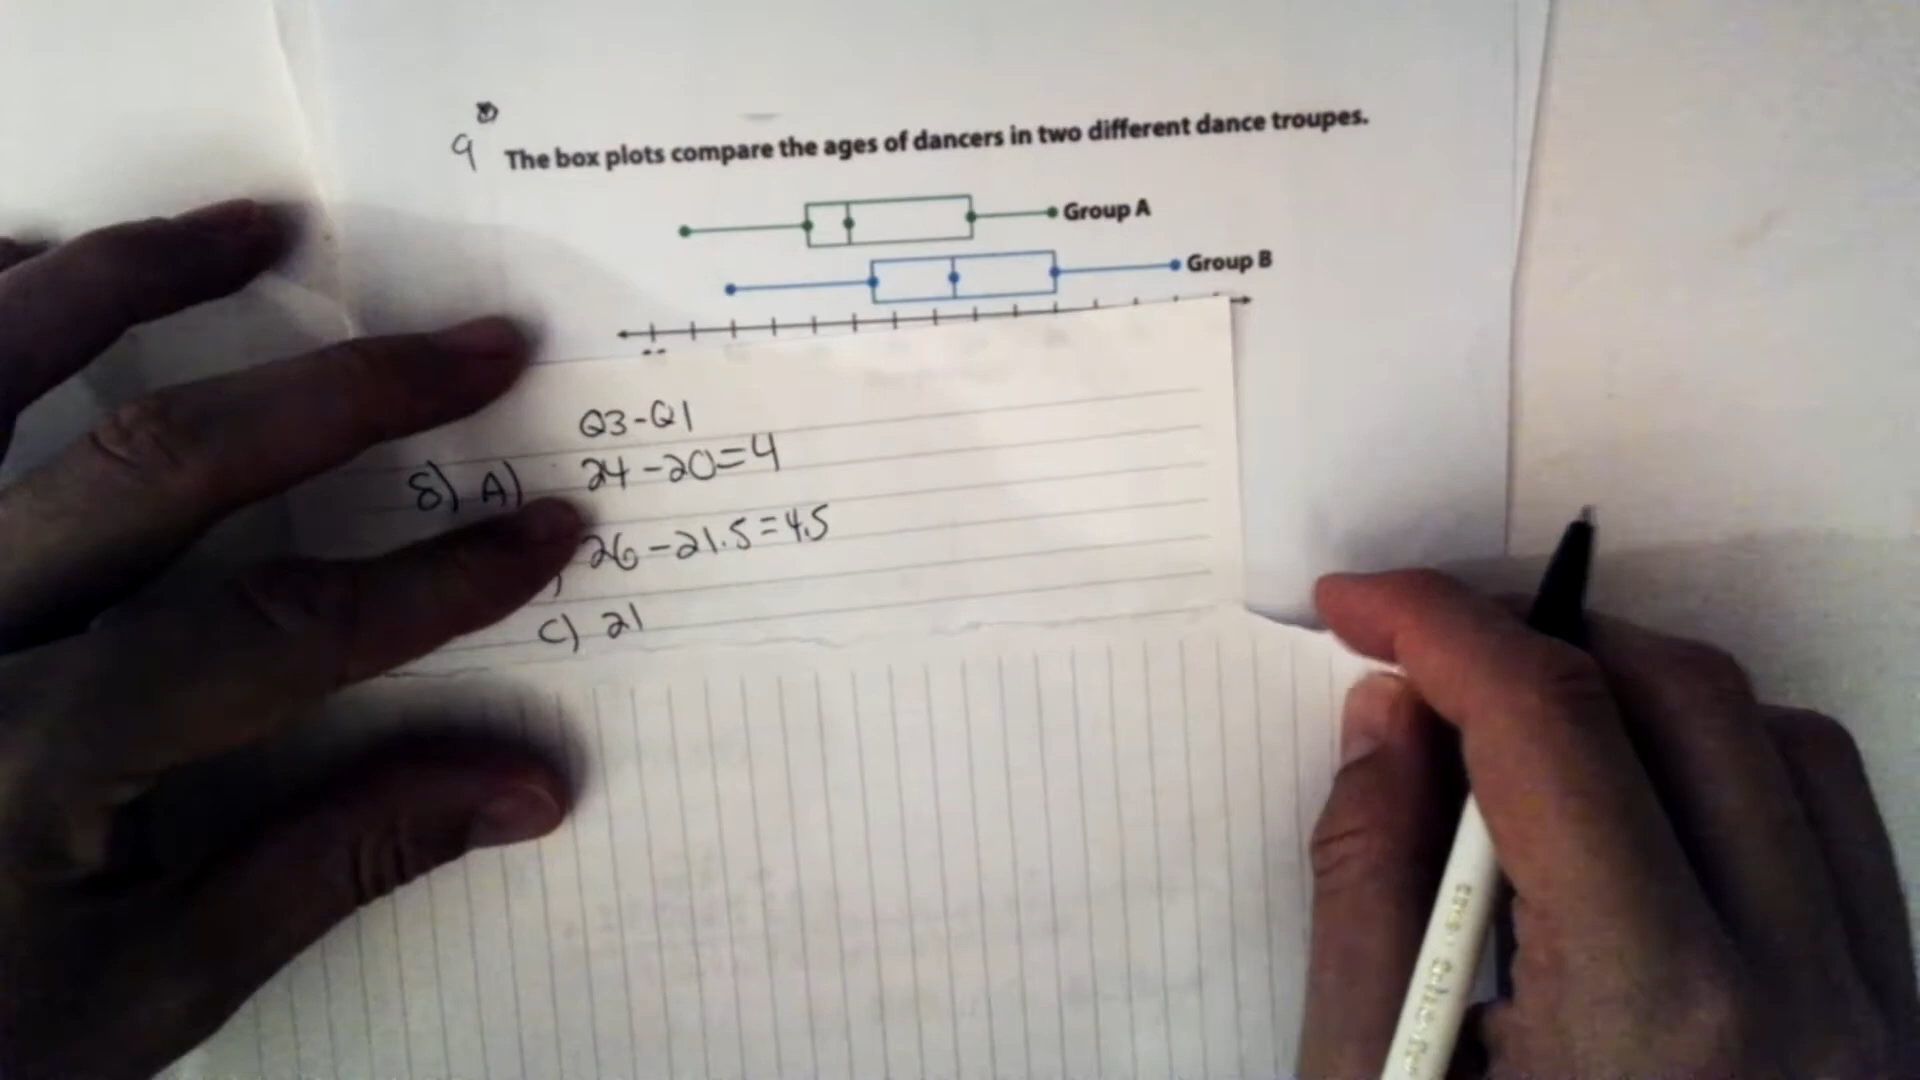 9 The box plots compare the ages of dancers in two different dance troupes.
Group A
Group B
Q3-Q1
8) A) 24-20=4
) 26-21.5=4.5
C) 21